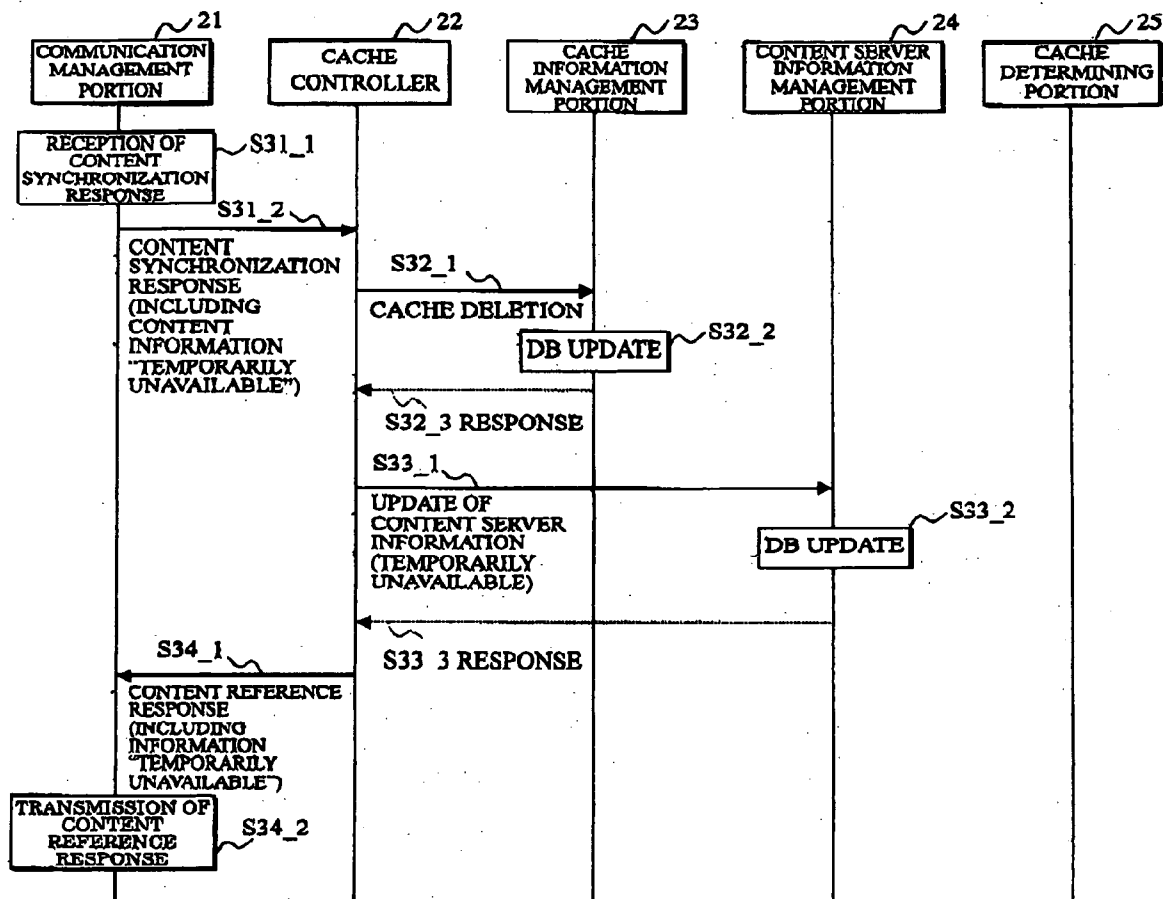 21
22
23
24
25
COMMUNICATION
MANAGEMENT
PORTION
CACHE
CONTROLLER
CACHE
INFORMATION
MANAGEMENT
PORTION
CONTENT SERVER
INFORMATION
MANAGEMENT
PORTION
CACHE
DETERMINING
PORTION
RECEPTION OF
CONTENT
SYNCHRONIZATION
RESPONSE
S31_1
S31_2
CONTENT
SYNCHRONIZATION
RESPONSE
(INCLUDING
CONTENT
INFORMATION
"TEMPORARILY
UNAVAILABLE")
S32_1
CACHE DELETION
DB UPDATE
S32_2
S32_3 RESPONSE
S33_1
UPDATE OF
CONTENT SERVER
INFORMATION
(TEMPORARILY
UNAVAILABLE)
DB UPDATE
S33_2
S33 3 RESPONSE
S34_1
CONTENT REFERENCE
RESPONSE
(INCLUDING
INFORMATION
"TEMPORARILY
UNAVAILABLE")
TRANSMISSION OF
CONTENT
REFERENCE
RESPONSE
S34_2